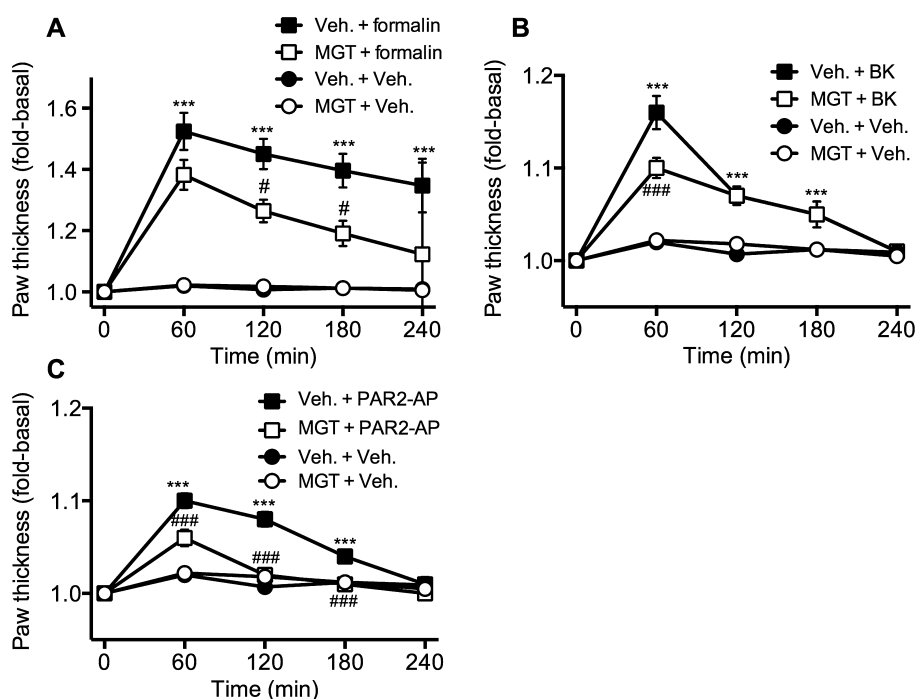 A
Veh. + formalin
MGT + formalin
Veh. + Veh.
MGT + Veh.
Paw thickness (fold-basal)
1.6
1.4
1.2
1.0
***
***
***
***
#
#
0 60 120 180 240
Time (min)
B
Veh. + BK
MGT + BK
Veh. + Veh.
MGT + Veh.
Paw thickness (fold-basal)
1.2
1.1
1.0
***
***
***
###
0 60 120 180 240
Time (min)
C
Veh. + PAR2-AP
MGT + PAR2-AP
Veh. + Veh.
MGT + Veh.
Paw thickness (fold-basal)
1.2
1.1
1.0
***
***
***
###
###
###
0 60 120 180 240
Time (min)